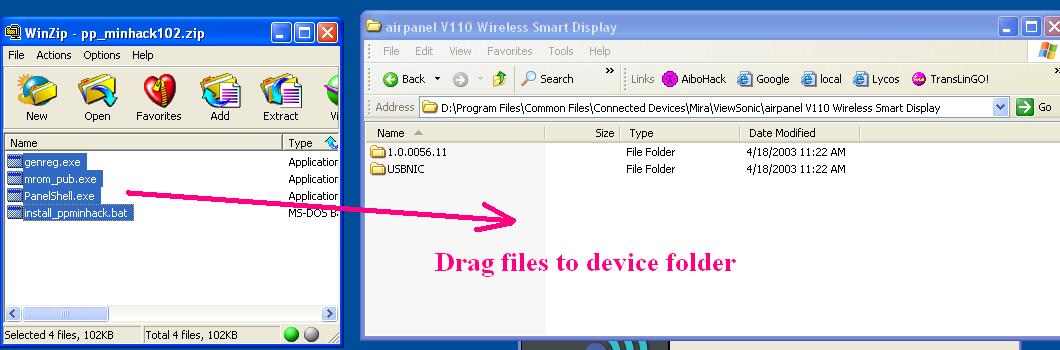 WinZip - pp_minhack102.zip
File Actions Options Help
New Open Favorites Add Extract Vi
Name Type
genreg.exe Applicatior
mrom_pub.exe Applicatior
PanelShell.exe Applicatior
install_ppminhack.bat MS-DOS B
Selected 4 files, 102KB Total 4 files, 102KB
airpanel V110 Wireless Smart Display
File Edit View Favorites Tools Help
Back Search » Links AiboHack Google local Lycos TransLinGO!
Address D:\Program Files\Common Files\Connected Devices\Mira\ViewSonic\airpanel V110 Wireless Smart Display Go
Name Size Type Date Modified
1.0.0056.11 File Folder 4/18/2003 11:22 AM
USBNIC File Folder 4/18/2003 11:22 AM
Drag files to device folder